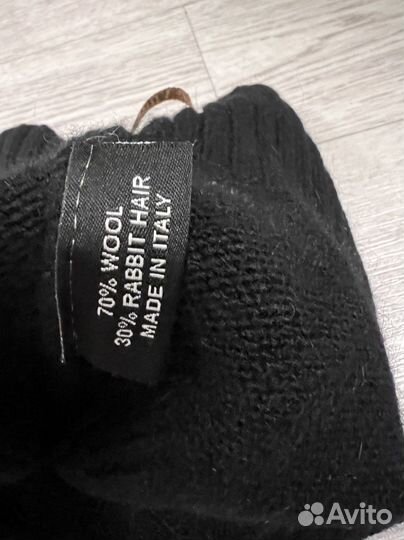 70% WOOL
30% RABBIT HAIR
MADE IN ITALY
Avito